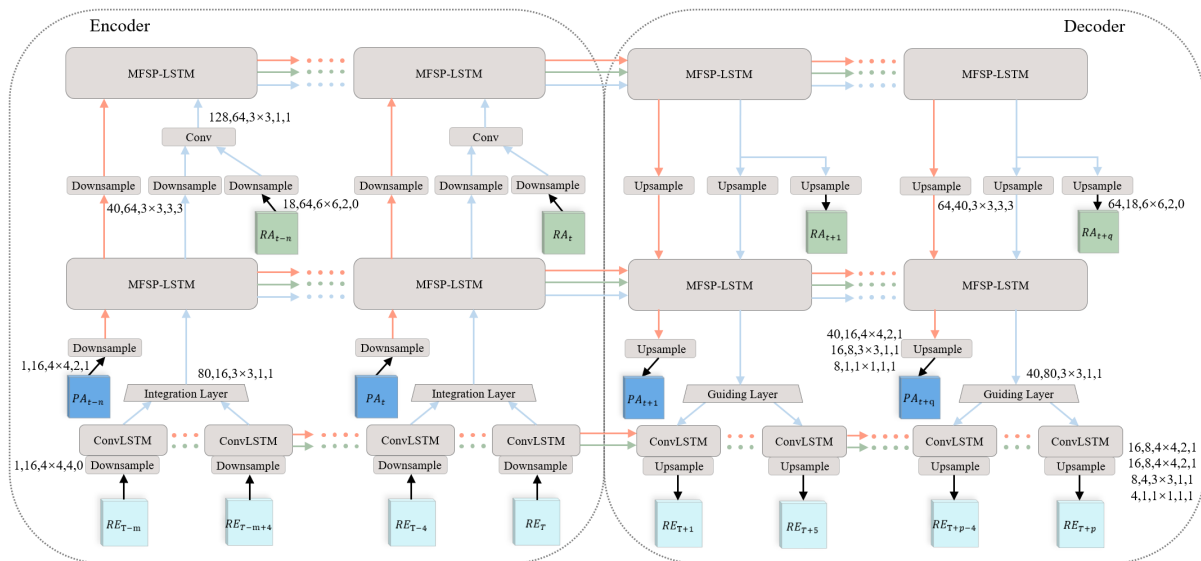 Encoder
Decoder
MFSP-LSTM
MFSP-LSTM
MFSP-LSTM
MFSP-LSTM
128,64,3×3,1,1
Conv
Conv
Downsample
Downsample
Downsample
Downsample
Downsample
Downsample
Upsample
Upsample
Upsample
Upsample
Upsample
Upsample
40,64,3×3,3,3
18,64,6×6,2,0
64,40,3×3,3,3
64,18,6×6,2,0
RA_{t−n}
RA_t
RA_{t+1}
RA_{t+q}
MFSP-LSTM
MFSP-LSTM
MFSP-LSTM
MFSP-LSTM
Downsample
Downsample
Upsample
Upsample
40,16,4×4,2,1
16,8,3×3,1,1
8,1,1×1,1,1
1,16,4×4,2,1
80,16,3×3,1,1
40,80,3×3,1,1
PA_{t−n}
Integration Layer
PA_t
Integration Layer
PA_{t+1}
Guiding Layer
PA_{t+q}
Guiding Layer
ConvLSTM
ConvLSTM
ConvLSTM
ConvLSTM
ConvLSTM
ConvLSTM
ConvLSTM
ConvLSTM
1,16,4×4,4,0
Downsample
Downsample
Downsample
Downsample
Upsample
Upsample
Upsample
Upsample
16,8,4×4,2,1
16,8,4×4,2,1
8,4,3×3,1,1
4,1,1×1,1,1
RE_{T−m}
RE_{T−m+4}
RE_{T−4}
RE_T
RE_{T+1}
RE_{T+5}
RE_{T+p−4}
RE_{T+p}